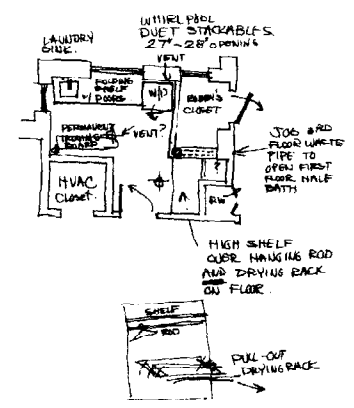 WHIRLPOOL
DUET STACKABLES.
27"-28" OPENING
LAUNDRY
SINK.
VENT
FOLDING
SHELF
W/
DOORS
W/D
CLOSET
PERMANENT
IRONING
BOARD
VENT?
HVAC
CLOSET.
?
A.
JOG 3RD
FLOOR WASTE
PIPE TO
OPEN FIRST
FLOOR HALF
BATH
HIGH SHELF
OVER HANGING ROD
AND DRYING RACK
ON FLOOR.
SHELF
ROD
PULL-OUT
DRYING RACK